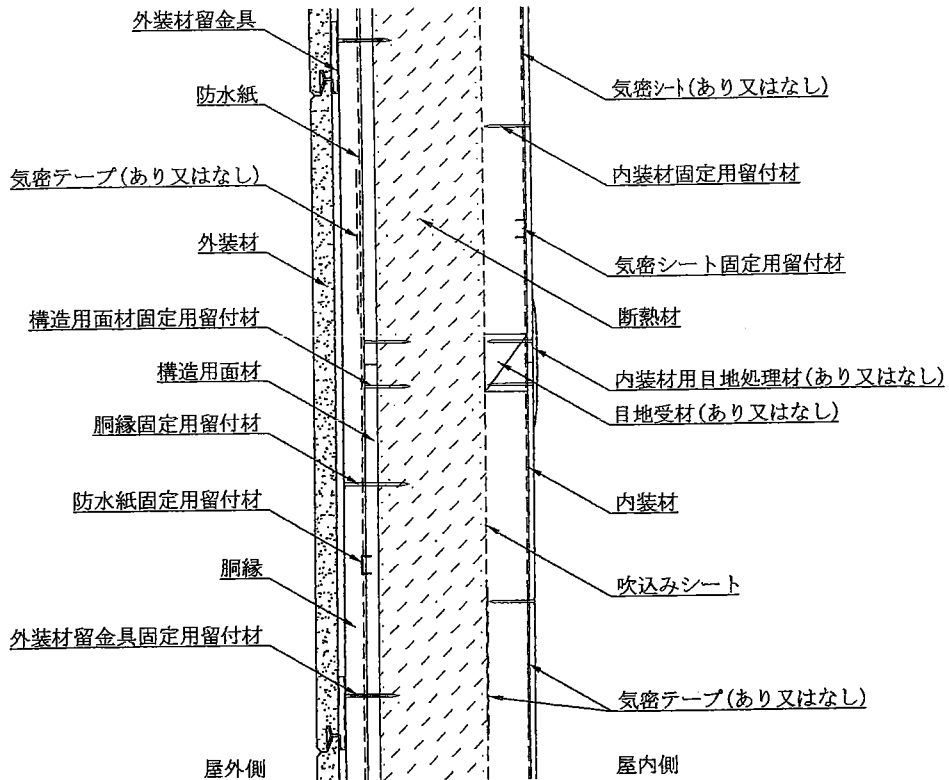 外装材留金具
防水紙
気密テープ(あり又はなし)
外装材
構造用面材固定用留付材
構造用面材
胴縁固定用留付材
防水紙固定用留付材
胴縁
外装材留金具固定用留付材
屋外側
気密シート(あり又はなし)
内装材固定用留付材
気密シート固定用留付材
断熱材
内装材用目地処理材(あり又はなし)
目地受材(あり又はなし)
内装材
吹込みシート
気密テープ(あり又はなし)
屋内側